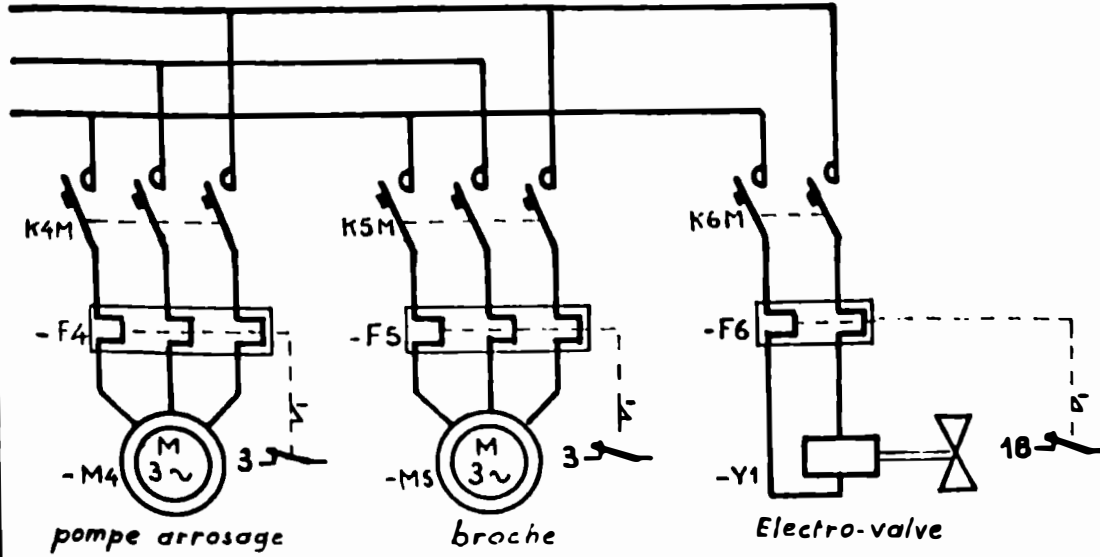 K4M K5M K6M
-F4 -F5 -F6
M 3~ M 3~
-M4 3 -M5 3 -Y1 18
pompe arrosage broche Electro-valve